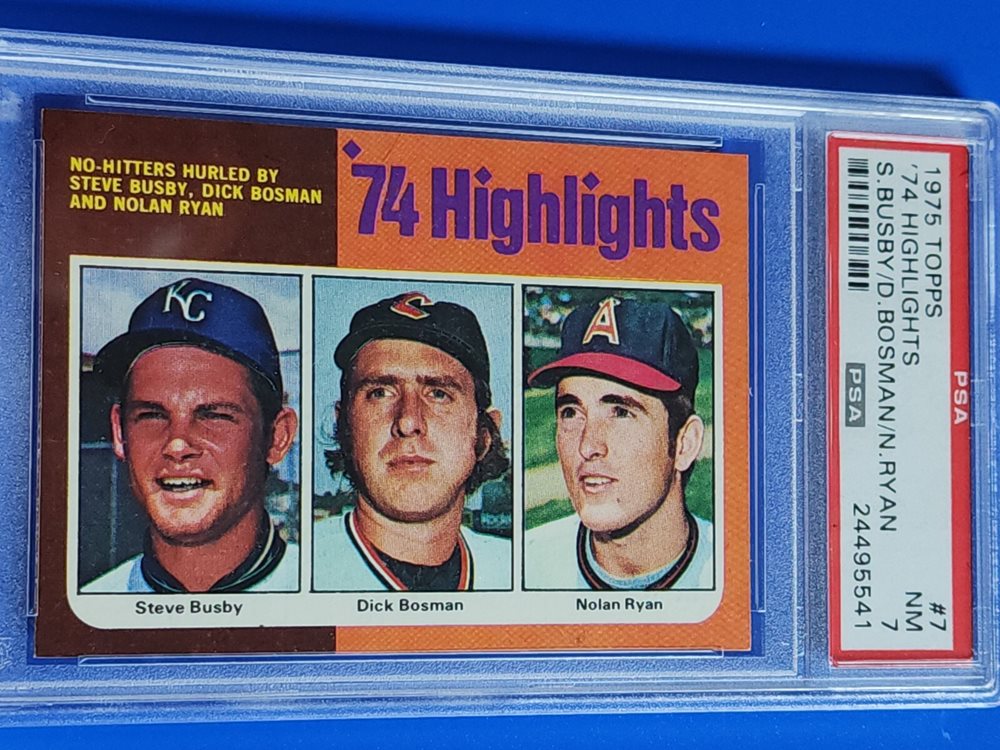 NO-HITTERS HURLED BY
STEVE BUSBY, DICK BOSMAN
AND NOLAN RYAN
'74 Highlights
KC
C
A
Steve Busby
Dick Bosman
Nolan Ryan
1975 TOPPS #7
'74 HIGHLIGHTS NM
S.BUSBY/D.BOSMAN/N.RYAN 7
PSA 24495541
PSA